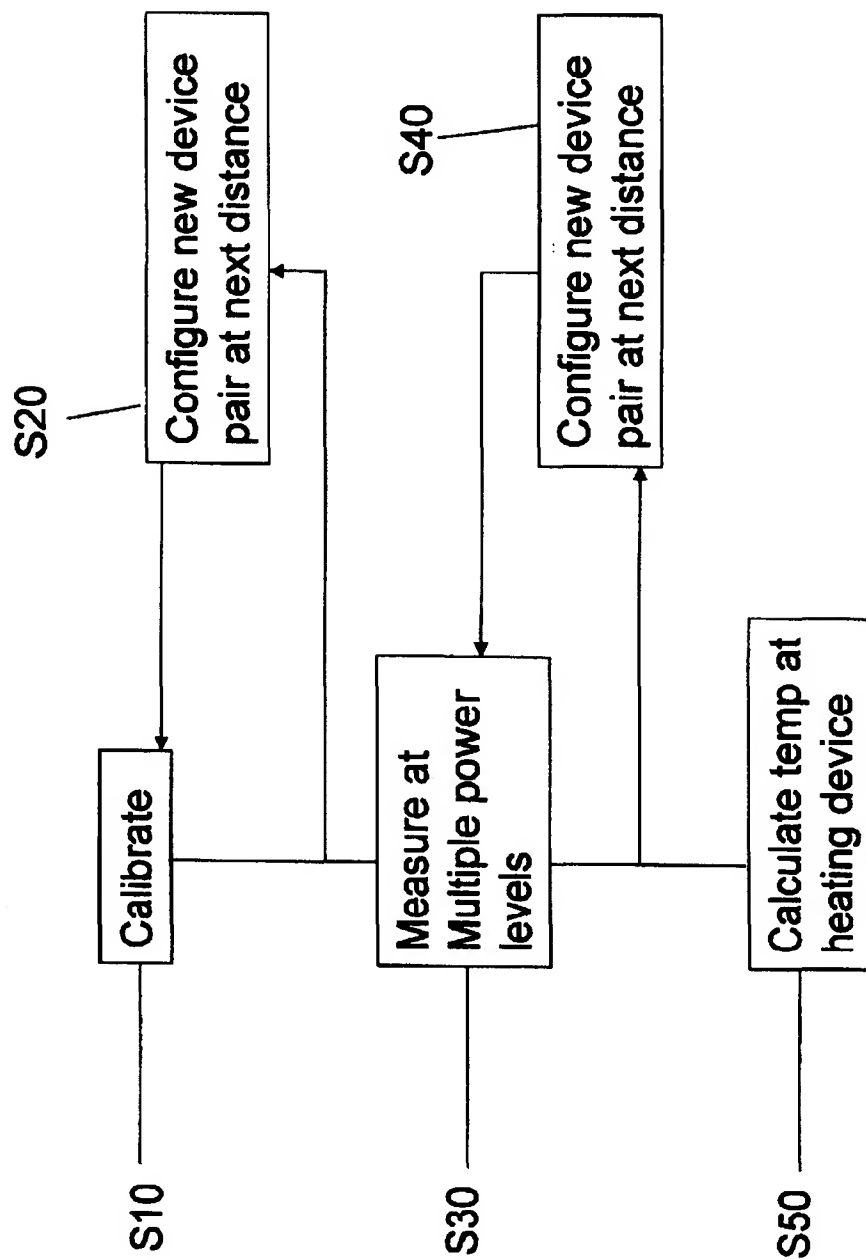 S10
Calibrate
S20
Configure new device
pair at next distance
S30
Measure at
Multiple power
levels
S40
Configure new device
pair at next distance
S50
Calculate temp at
heating device